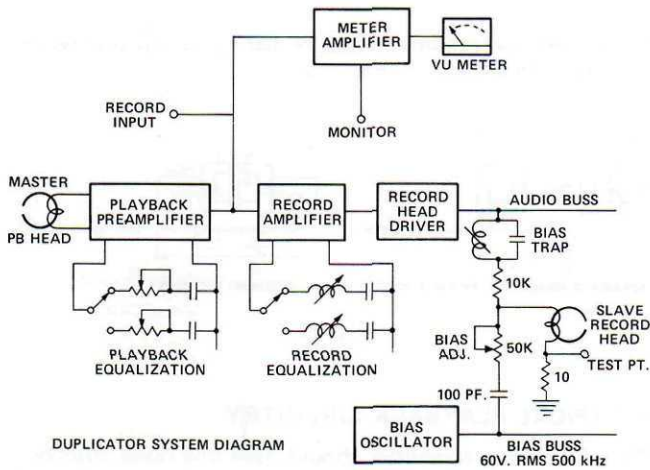 METER
AMPLIFIER
VU METER
RECORD
INPUT
MONITOR
MASTER
PB HEAD
PLAYBACK
PREAMPLIFIER
RECORD
AMPLIFIER
RECORD
HEAD
DRIVER
AUDIO BUSS
BIAS
TRAP
10K
SLAVE
RECORD
HEAD
BIAS
ADJ.
50K
TEST PT.
10
PLAYBACK
EQUALIZATION
RECORD
EQUALIZATION
100 PF.
BIAS
OSCILLATOR
DUPLICATOR SYSTEM DIAGRAM
BIAS BUSS
60V. RMS 500 kHz